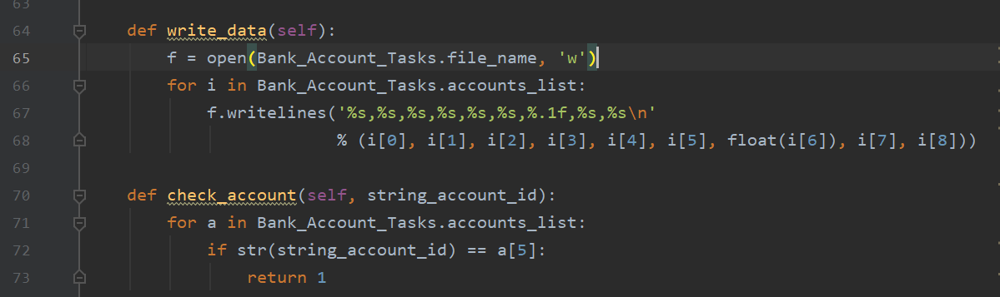 63
64 def write_data(self):
65 f = open(Bank_Account_Tasks.file_name, 'w')
66 for i in Bank_Account_Tasks.accounts_list:
67 f.writelines('%s,%s,%s,%s,%s,%s,%.1f,%s,%s\n'
68 % (i[0], i[1], i[2], i[3], i[4], i[5], float(i[6]), i[7], i[8]))
69
70 def check_account(self, string_account_id):
71 for a in Bank_Account_Tasks.accounts_list:
72 if str(string_account_id) == a[5]:
73 return 1